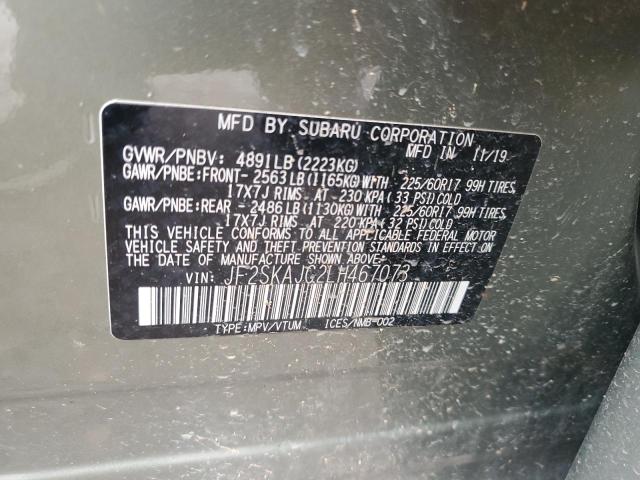 MFD BY SUBARU CORPORATION
GVWR/PNBV: 4891LB(2223KG) MFD IN 11/19
GAWR/PNBE:FRONT- 2563LB(1165KG)WITH 225/60R17 99H TIRES,
17X7J RIMS AT 230 KPA(33 PSI)COLD
GAWR/PNBE:REAR - 2486LB(1130KG)WITH 225/60R17 99H TIRES,
17X7J RIMS AT 220 KPA(32 PSI)COLD
THIS VEHICLE CONFORMS TO ALL APPLICABLE FEDERAL MOTOR
VEHICLE SAFETY AND THEFT PREVENTION STANDARDS IN EFFECT ON
THE DATE OF MANUFACTURE SHOWN ABOVE.
VIN: JF2SKAJC2LH467073
TYPE:MPV/VTUM ICES/NMB-002